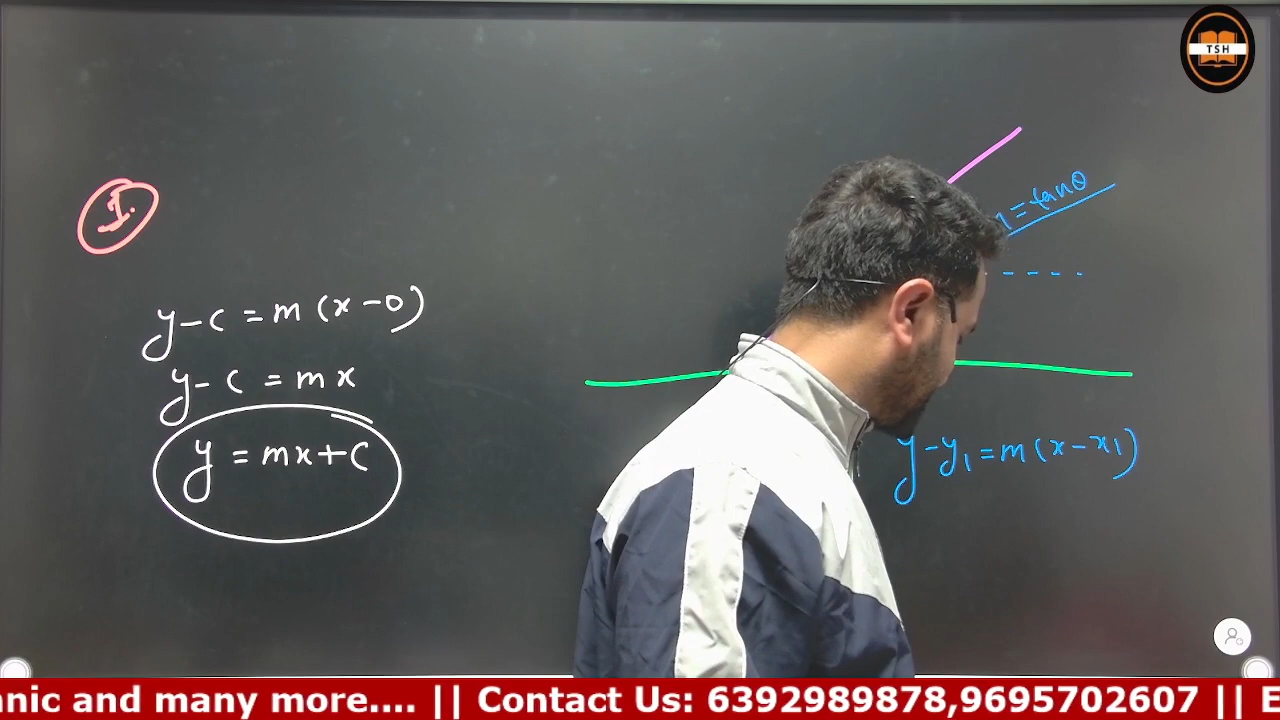 TSH
I.
= tanθ
y - c = m (x - 0)
y - c = m x
y = mx + c
y - y₁ = m (x - x₁)
nic and many more.... || Contact Us: 6392989878,9695702607 || E